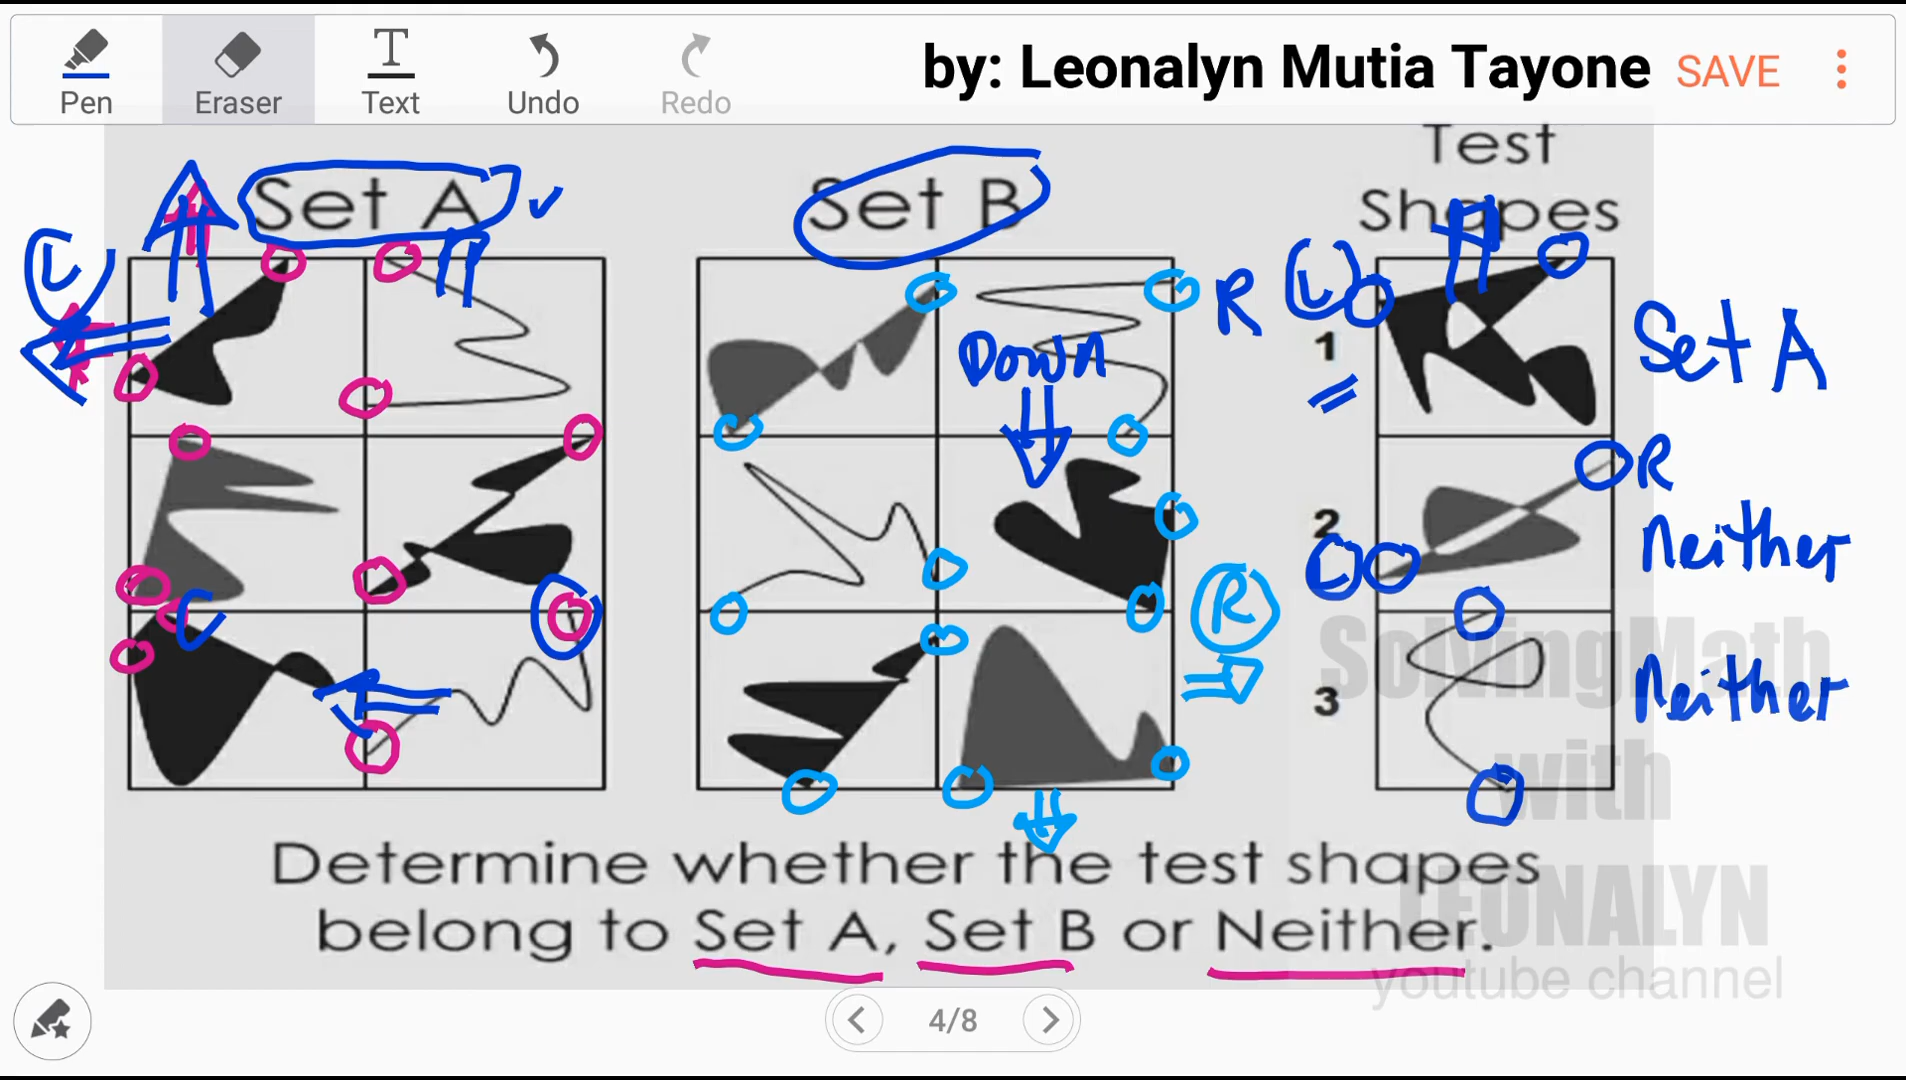 Pen
Eraser
Text
Undo
Redo
by: Leonalyn Mutia Tayone
SAVE
Set A
Set B
Test
Shapes
L
L
R
Down
1
Set A
R
2
L
Neither
R
L
3
Neither
SolvingMath
with
LEONALYN
youtube channel
Determine whether the test shapes
belong to Set A, Set B or Neither.
4/8